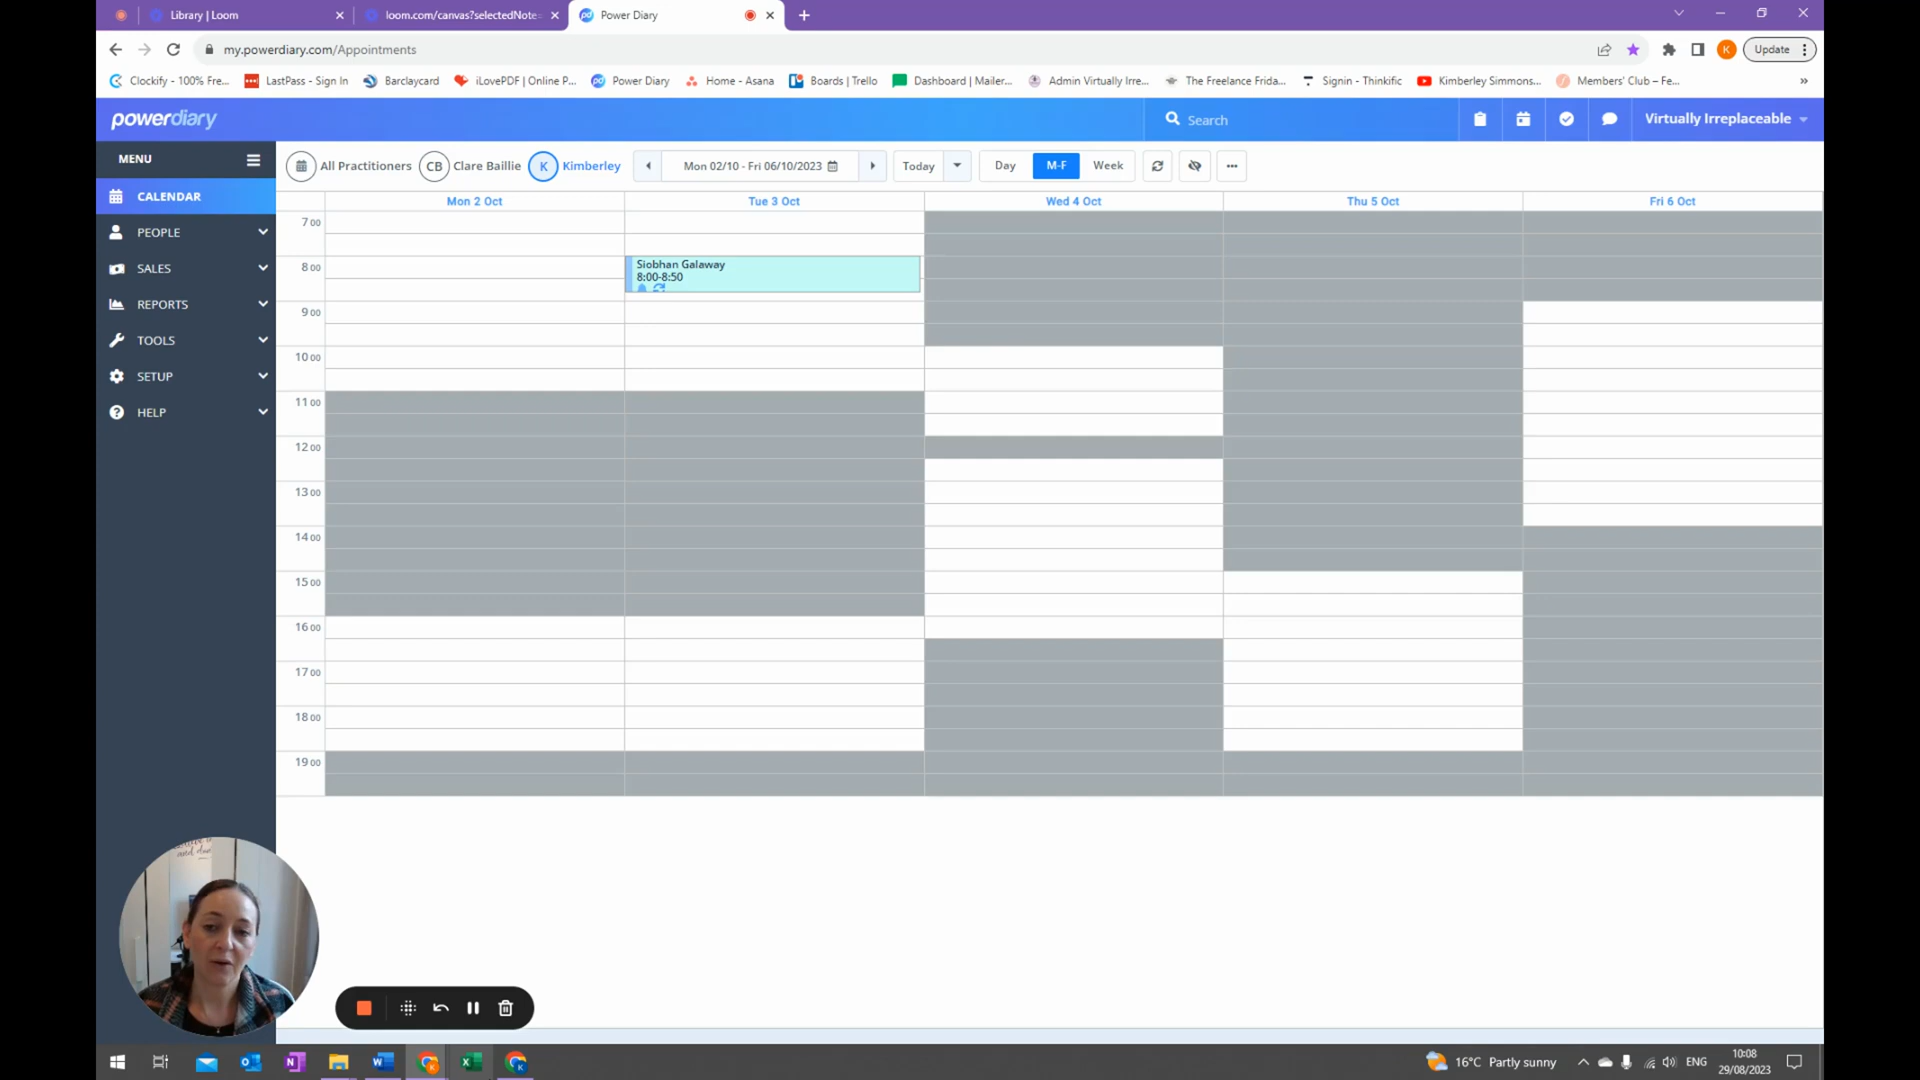 Library | Loom
loom.com/canvas?selectedNote
Power Diary
my.powerdiary.com/Appointments
Update
Clockify - 100% Fre...
LastPass - Sign In
Barclaycard
iLovePDF | Online P...
Power Diary
Home - Asana
Boards | Trello
Dashboard | Mailer...
Admin Virtually Irre...
The Freelance Frida...
Signin - Thinkific
Kimberley Simmons...
Members' Club – Fe...
powerdiary
Search
Virtually Irreplaceable
MENU
All Practitioners
CB Clare Baillie
K Kimberley
Mon 02/10 - Fri 06/10/2023
Today
Day
M-F
Week
CALENDAR
PEOPLE
SALES
REPORTS
TOOLS
SETUP
HELP
Mon 2 Oct
Tue 3 Oct
Wed 4 Oct
Thu 5 Oct
Fri 6 Oct
7 00
8 00
Siobhan Galaway
8:00-8:50
9 00
10 00
11 00
12 00
13 00
14 00
15 00
16 00
17 00
18 00
19 00
16°C Partly sunny
ENG
10:08
29/08/2023